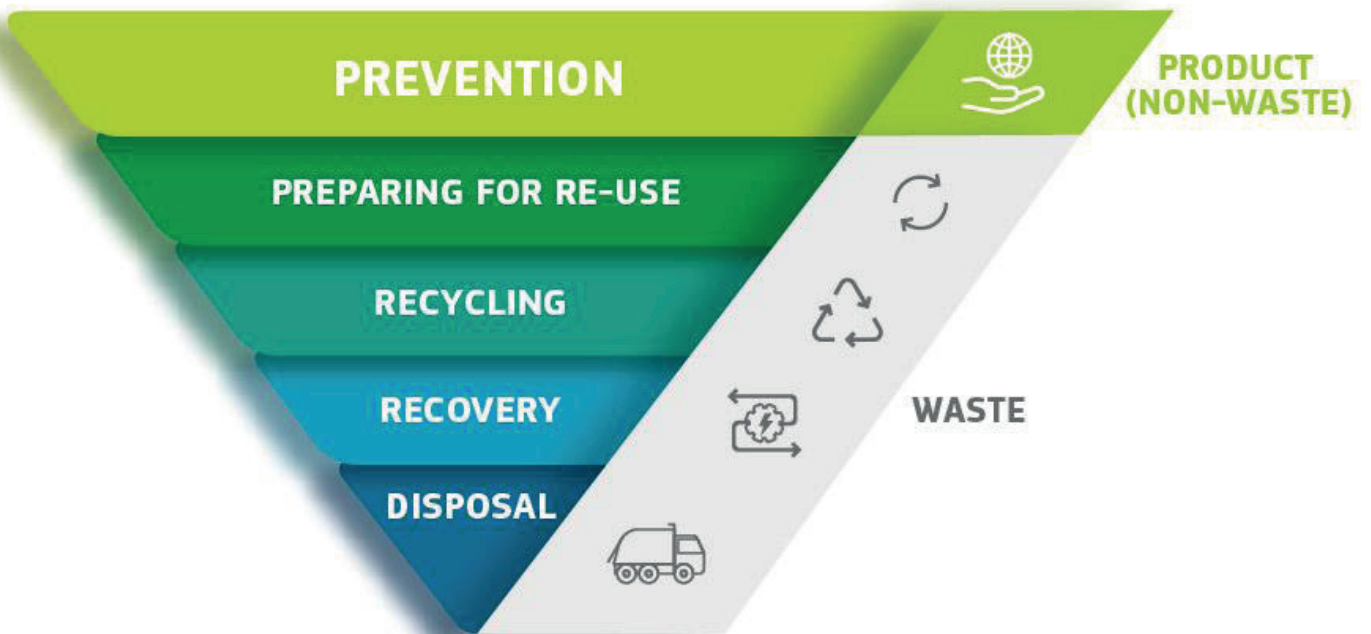 PREVENTION
PRODUCT
(NON-WASTE)
PREPARING FOR RE-USE
RECYCLING
RECOVERY
WASTE
DISPOSAL